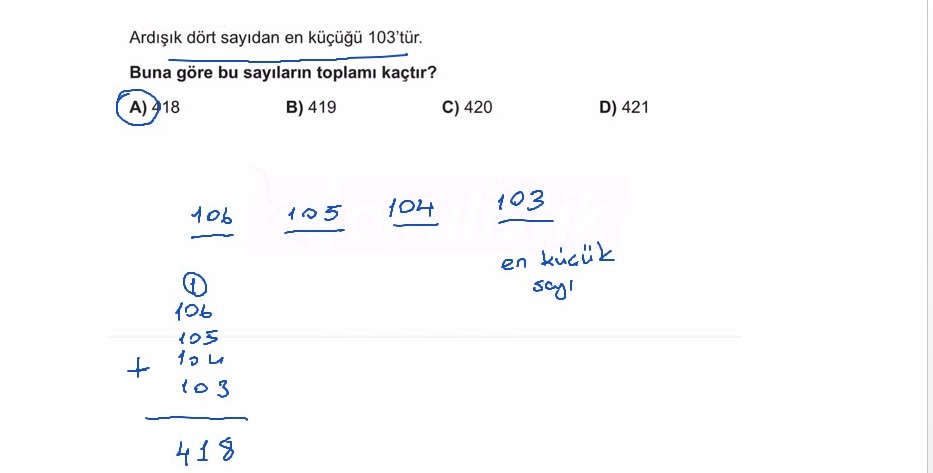 Ardışık dört sayıdan en küçüğü 103'tür.
Buna göre bu sayıların toplamı kaçtır?
A) 418 B) 419 C) 420 D) 421
106 105 104 103
en küçük
sayı
1
106
105
104
+ 103
418